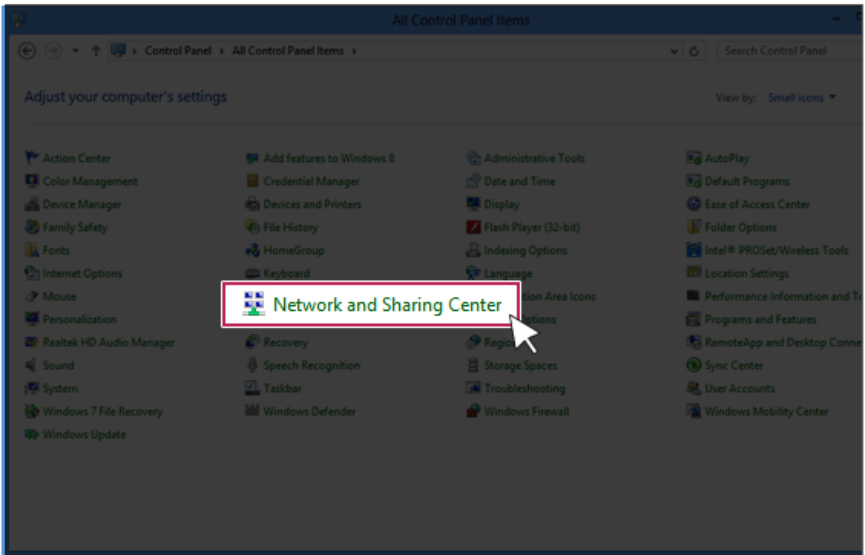 All Control Panel Items
Control Panel All Control Panel Items
Search Control Panel
Adjust your computer's settings
View by: Small icons
Action Center
Add features to Windows 8
Administrative Tools
AutoPlay
Color Management
Credential Manager
Date and Time
Default Programs
Device Manager
Devices and Printers
Display
Ease of Access Center
Family Safety
File History
Flash Player (32-bit)
Folder Options
Fonts
HomeGroup
Indexing Options
Intel® PROSet/Wireless Tools
Internet Options
Keyboard
Language
Location Settings
Mouse
Network and Sharing Center
tion Area Icons
Performance Information and To
Personalization
ptions
Programs and Features
Realtek HD Audio Manager
Recovery
Region
RemoteApp and Desktop Conne
Sound
Speech Recognition
Storage Spaces
Sync Center
System
Taskbar
Troubleshooting
User Accounts
Windows 7 File Recovery
Windows Defender
Windows Firewall
Windows Mobility Center
Windows Update